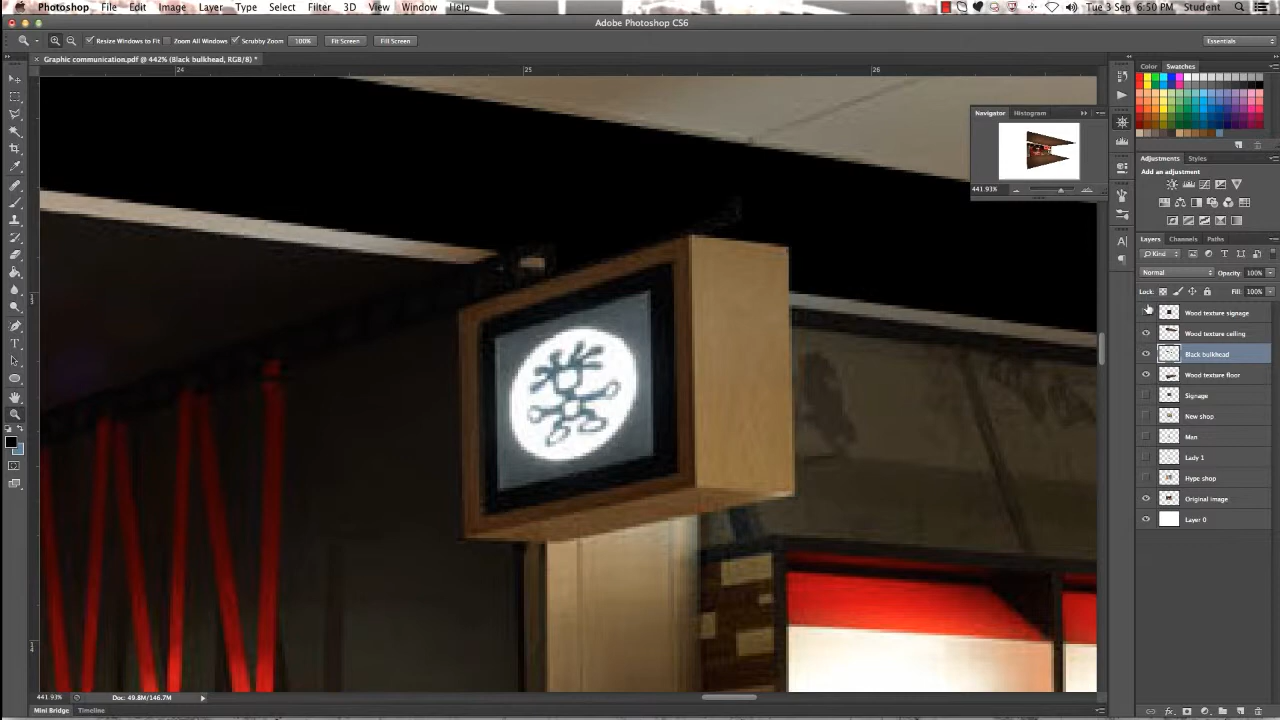 Photoshop File Edit Image Layer Type Select Filter 3D View Window Help Tue 3 Sep 6:50 PM Student
Adobe Photoshop CS6
Resize Windows to Fit Zoom All Windows Scrubby Zoom 100% Fit Screen Fill Screen Essentials
Graphic communication.pdf @ 442% (Black bulkhead, RGB/8) *
24 25 26
Color Swatches
Navigator Histogram
441.93%
Adjustments Styles
Add an adjustment
Layers Channels Paths
Kind
Normal Opacity: 100%
Lock: Fill: 100%
Wood texture signage
Wood texture ceiling
Black bulkhead
Wood texture floor
Signage
New shop
Man
Lady 1
Hype shop
Original image
Layer 0
441.93% Doc: 49.8M/146.7M
Mini Bridge Timeline